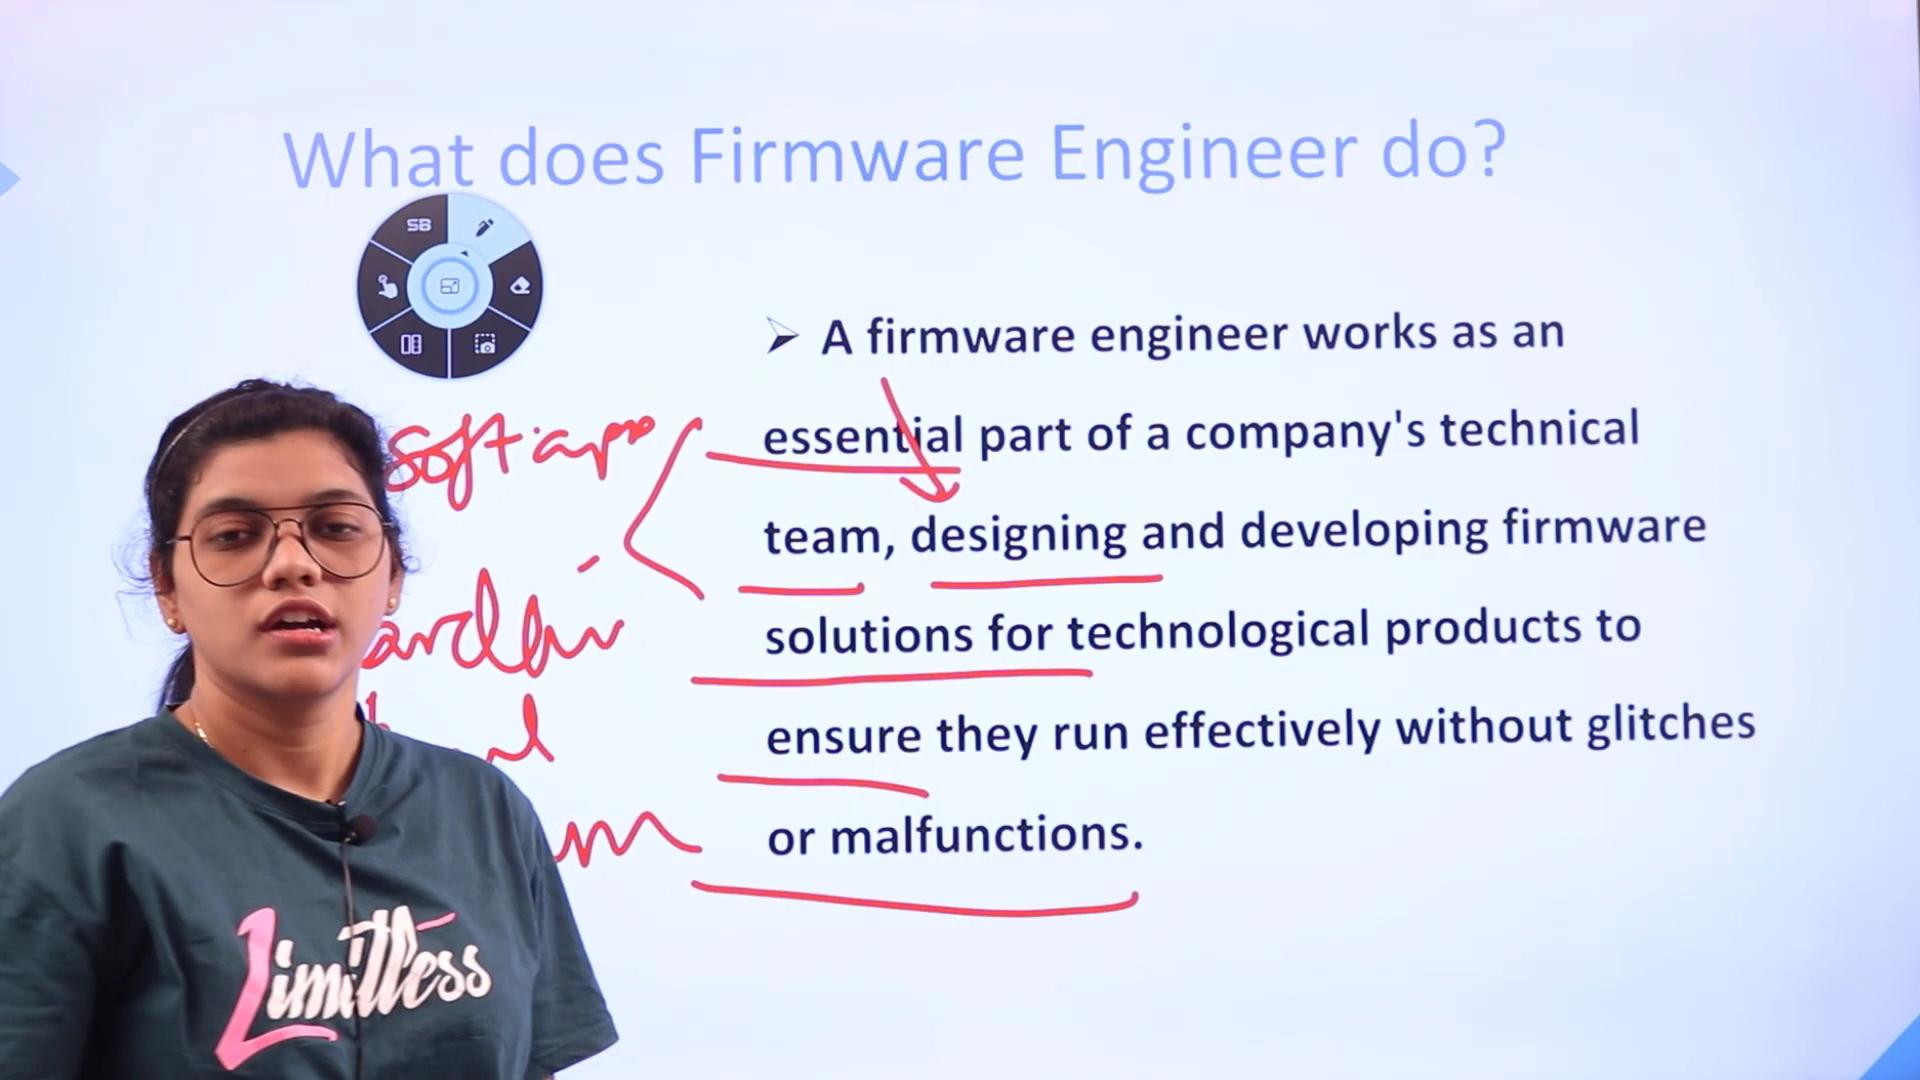 What does Firmware Engineer do?
SB
➢ A firmware engineer works as an
essential part of a company's technical
team, designing and developing firmware
solutions for technological products to
ensure they run effectively without glitches
or malfunctions.
Soft
Limitless